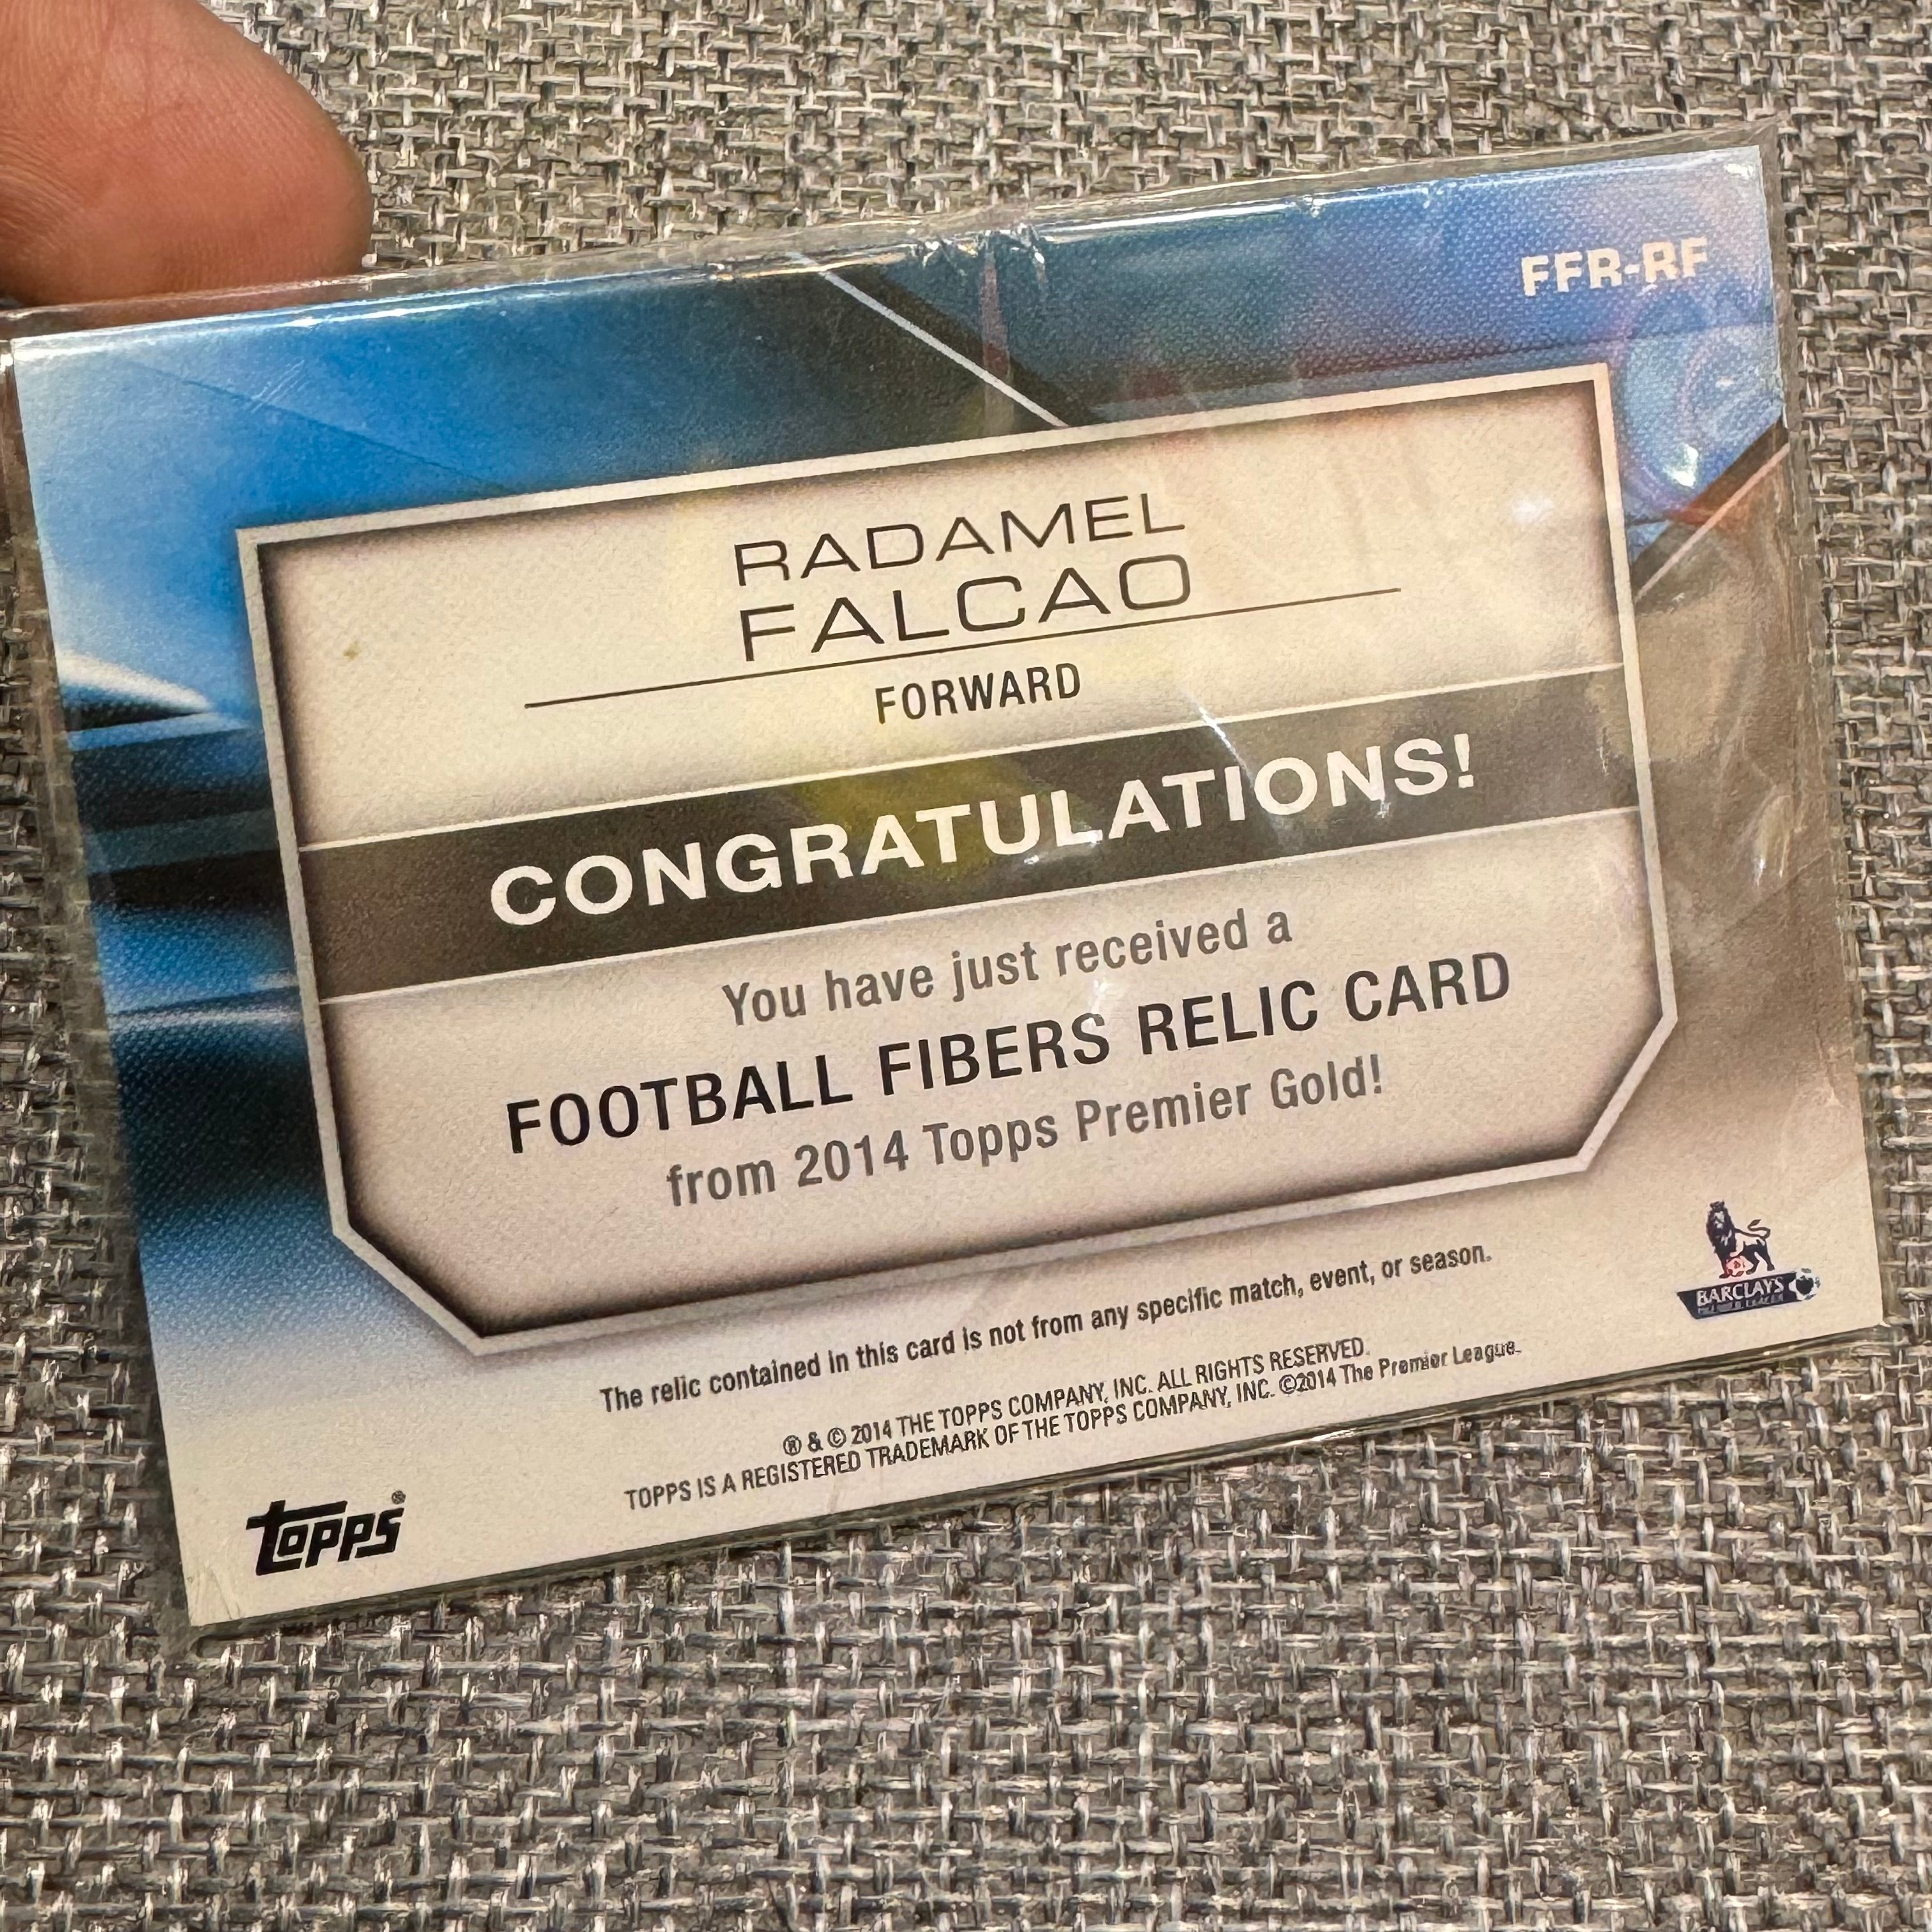 FFR-RF
RADAMEL
FALCAO
FORWARD
CONGRATULATIONS!
You have just received a
FOOTBALL FIBERS RELIC CARD
from 2014 Topps Premier Gold!
The relic contained in this card is not from any specific match, event, or season.
® & © 2014 THE TOPPS COMPANY, INC. ALL RIGHTS RESERVED.
TOPPS IS A REGISTERED TRADEMARK OF THE TOPPS COMPANY, INC. ©2014 The Premier League.
BARCLAYS
PREMIER LEAGUE
topps®